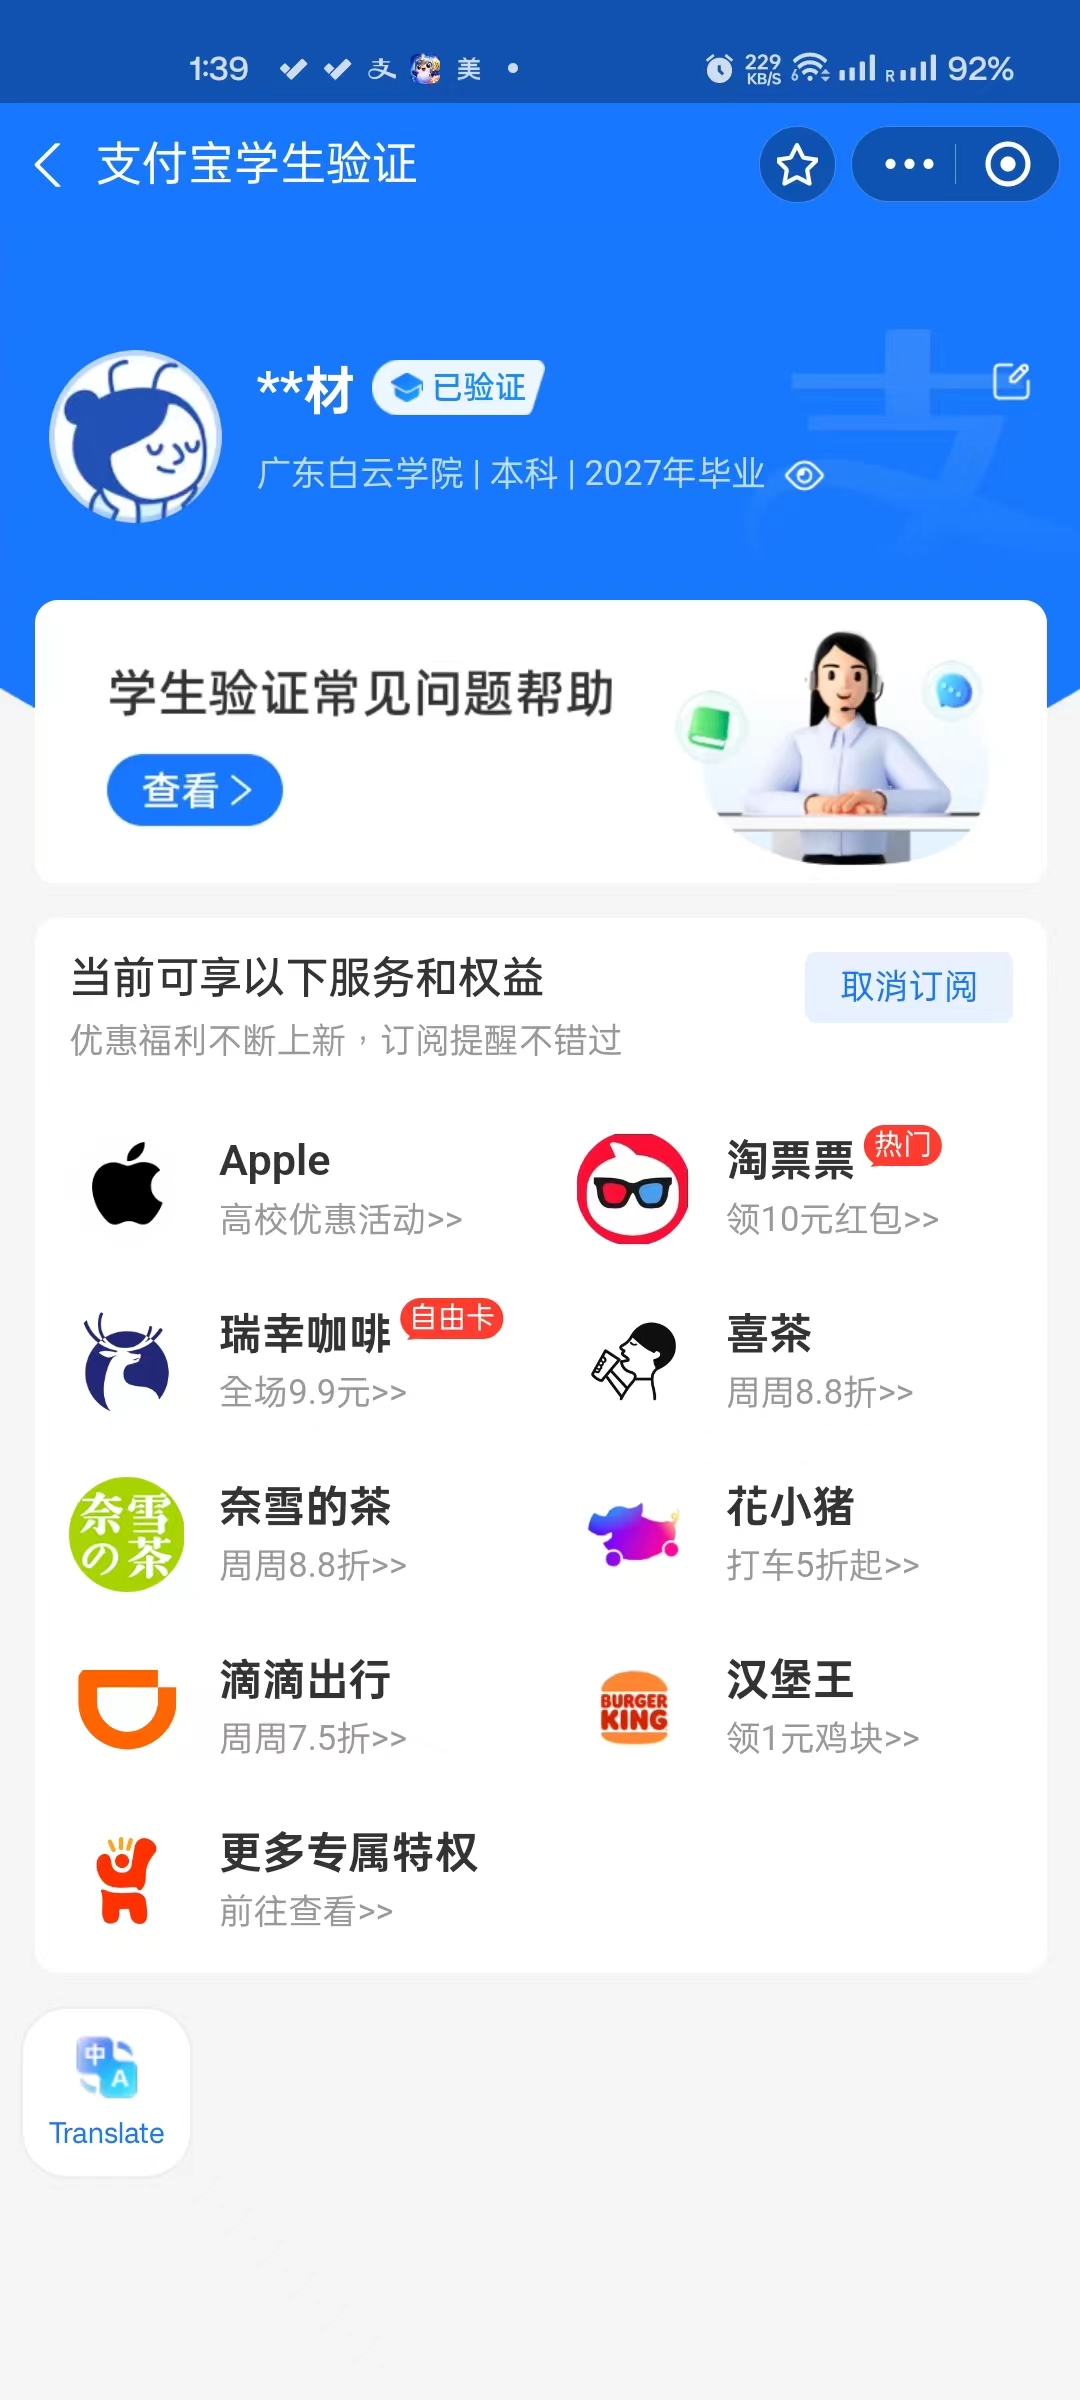 1:39 支 美 229 KB/S 6 R 92%
支付宝学生验证
**材 已验证
广东白云学院 | 本科 | 2027年毕业
学生验证常见问题帮助
查看 >
当前可享以下服务和权益
取消订阅
优惠福利不断上新，订阅提醒不错过
Apple
高校优惠活动>>
淘票票 热门
领10元红包>>
瑞幸咖啡 自由卡
全场9.9元>>
喜茶
周周8.8折>>
奈雪の茶
奈雪的茶
周周8.8折>>
花小猪
打车5折起>>
滴滴出行
周周7.5折>>
BURGER KING
汉堡王
领1元鸡块>>
更多专属特权
前往查看>>
中 A
Translate